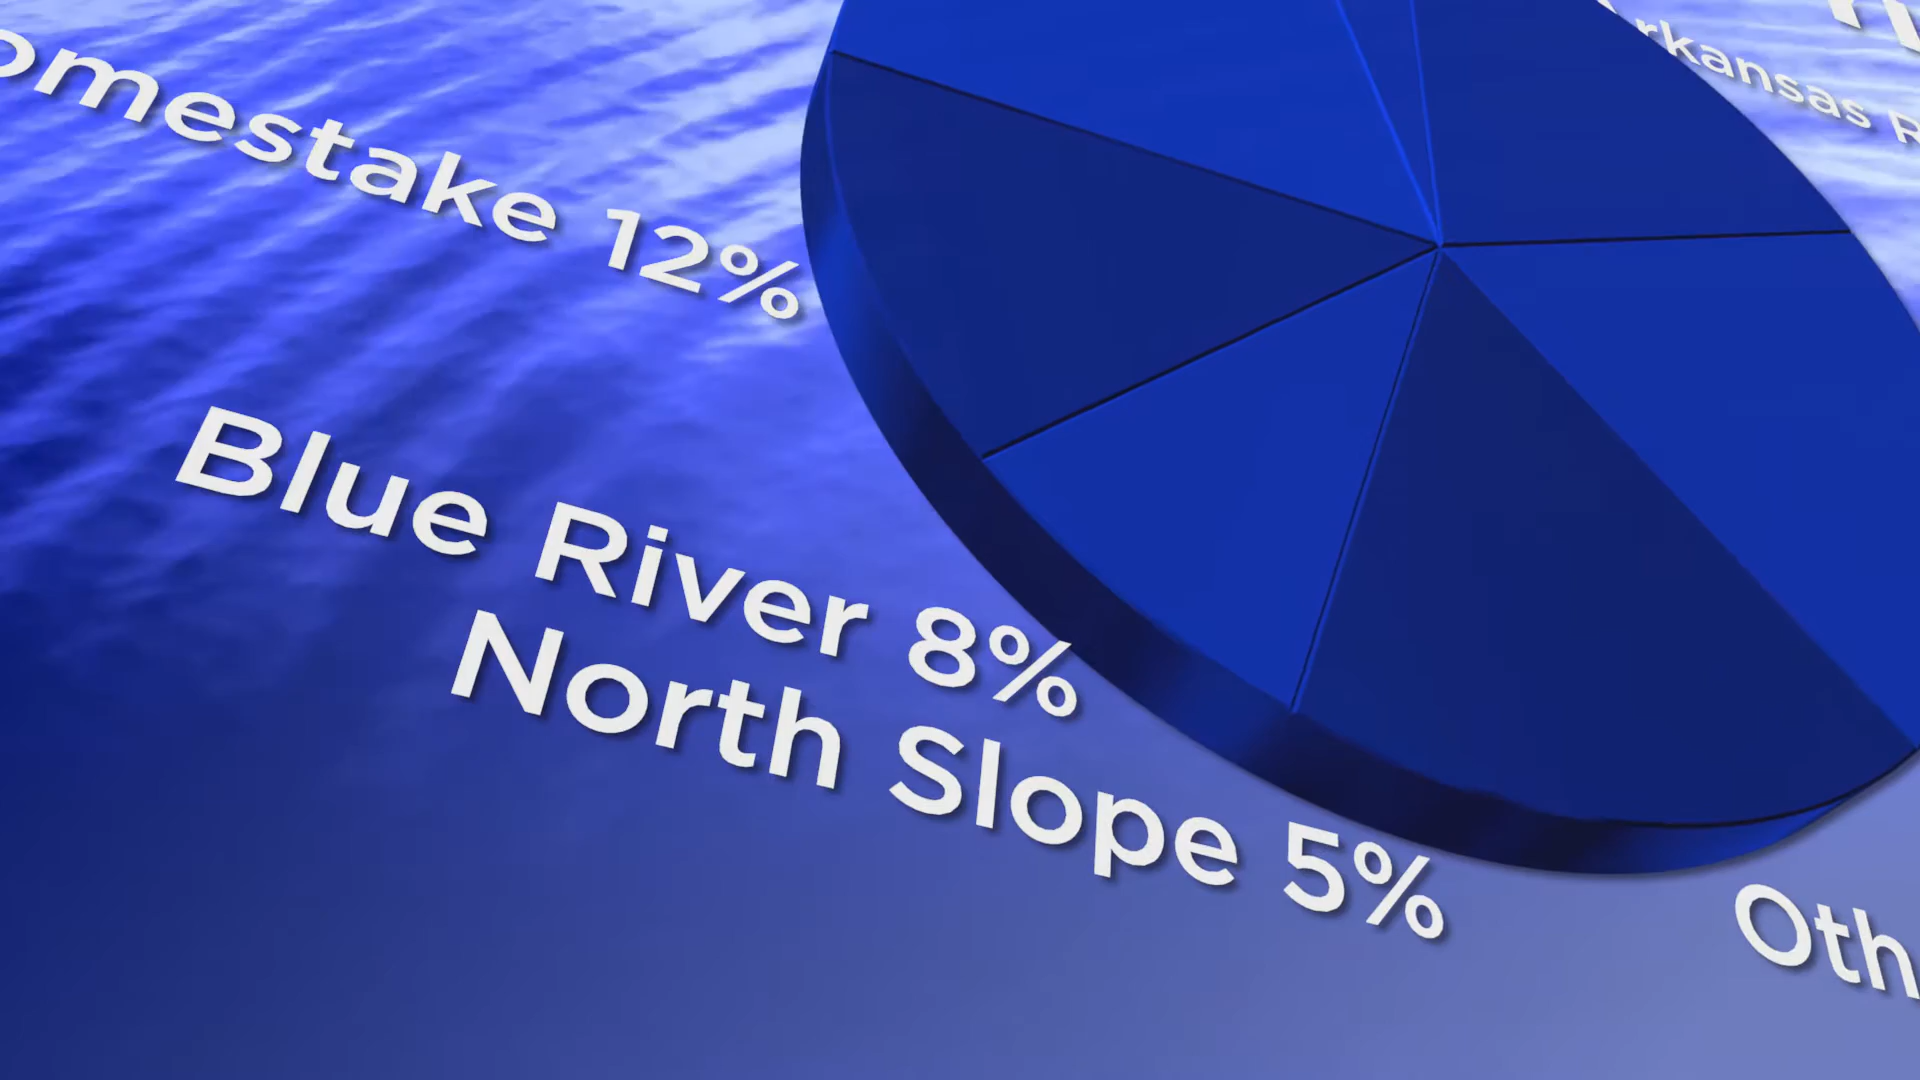 omestake 12%
Blue River 8%
North Slope 5%
rkansas R
Oth